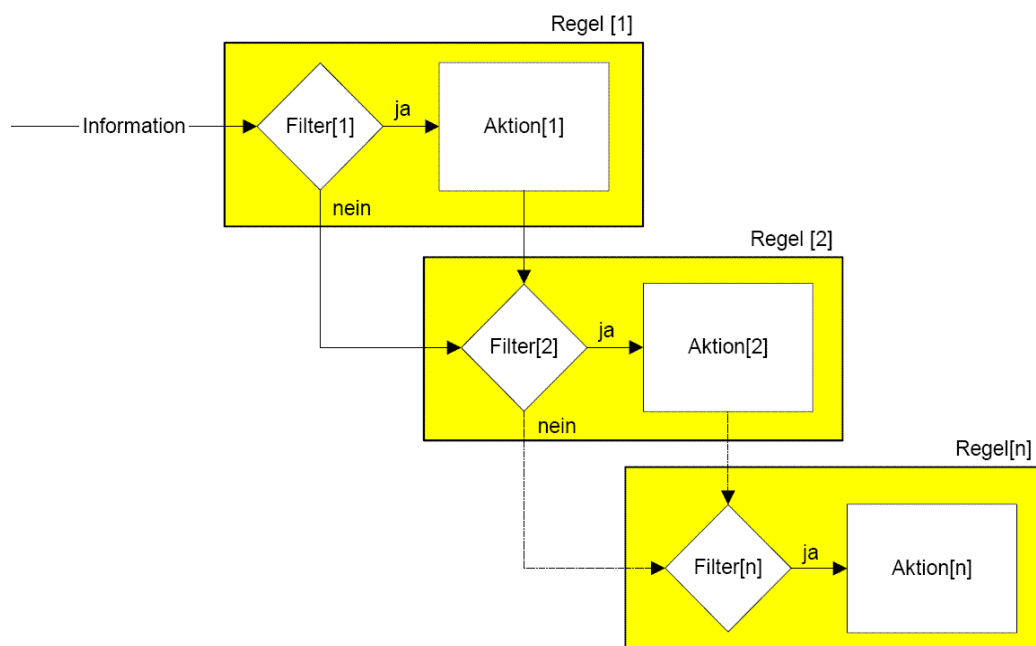 Regel [1]
Information
Filter[1]
ja
Aktion[1]
nein
Regel [2]
Filter[2]
ja
Aktion[2]
nein
Regel[n]
Filter[n]
ja
Aktion[n]